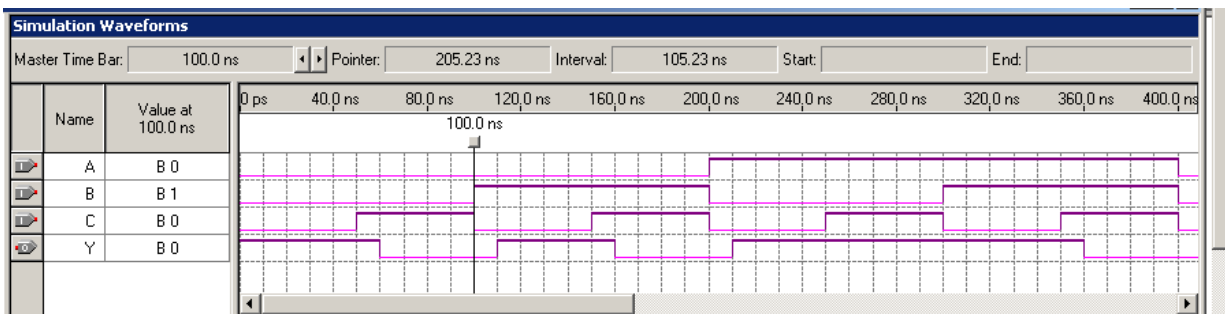 Simulation Waveforms
Master Time Bar: 100.0 ns Pointer: 205.23 ns Interval: 105.23 ns Start: End:
Name Value at 100.0 ns 0 ps 40.0 ns 80.0 ns 120.0 ns 160.0 ns 200.0 ns 240.0 ns 280.0 ns 320.0 ns 360.0 ns 400.0 ns
100.0 ns
A B 0
B B 1
C B 0
Y B 0